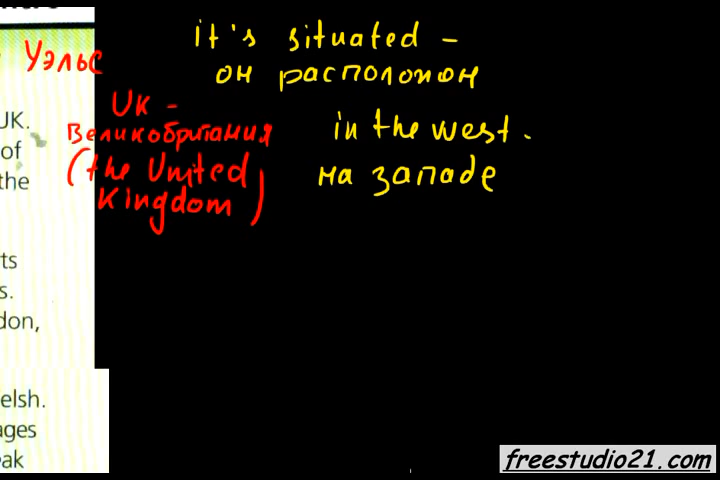 Уэльс
it's situated –
он расположен
UK –
Великобритания
(the United
Kingdom)
in the west.
на западе
UK.
of
the
ts
s.
don,
elsh.
ages
eak
freestudio21.com